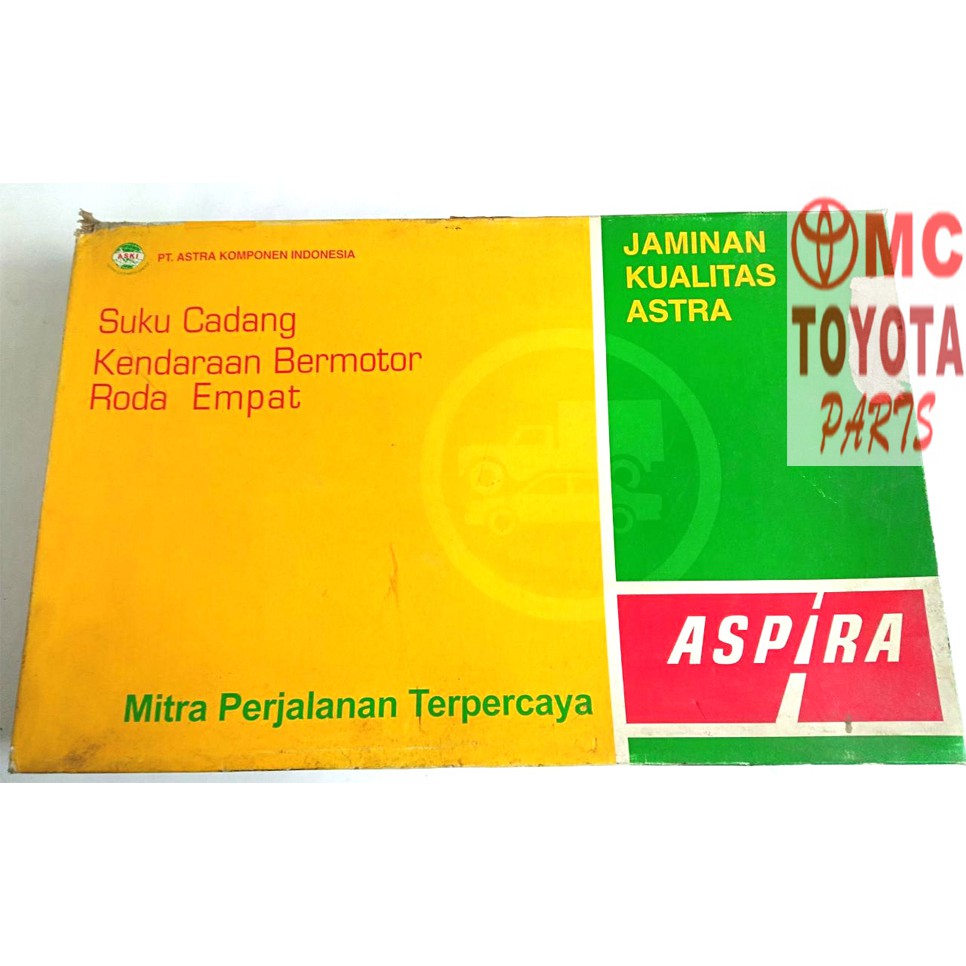 ASKI
PT. ASTRA KOMPONEN INDONESIA
Suku Cadang
Kendaraan Bermotor
Roda Empat
Mitra Perjalanan Terpercaya
JAMINAN
KUALITAS
ASTRA
ASPIRA
MC
TOYOTA
PARTS